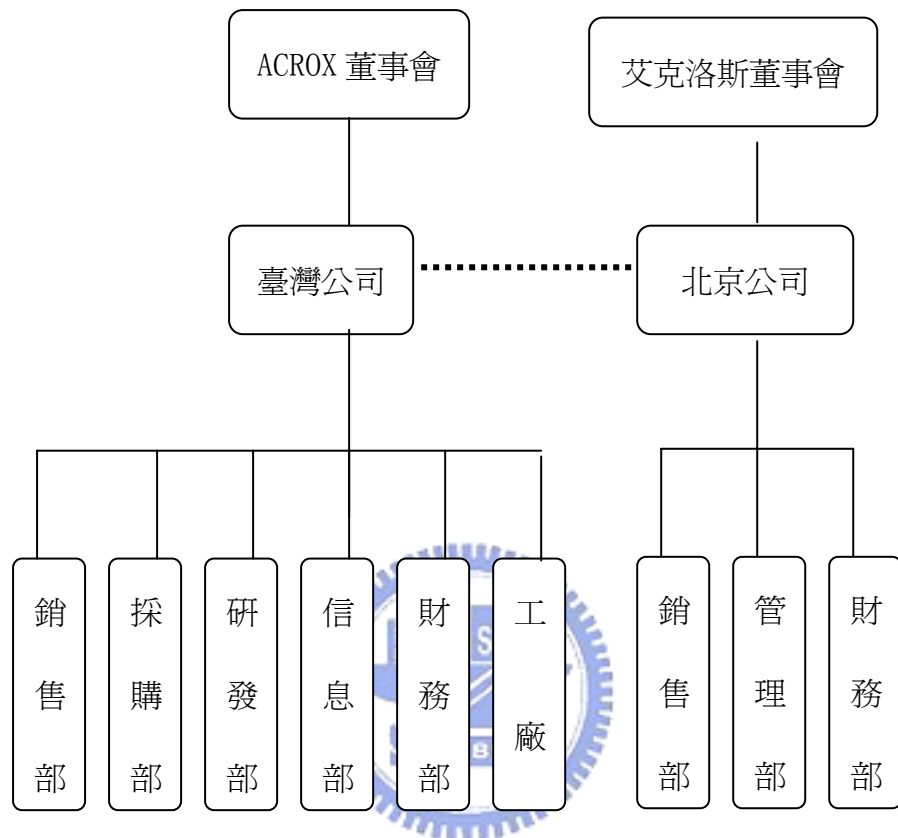 ACROX 董事會
艾克洛斯董事會
臺灣公司
北京公司
銷售部
採購部
研發部
信息部
財務部
工廠
銷售部
管理部
財務部